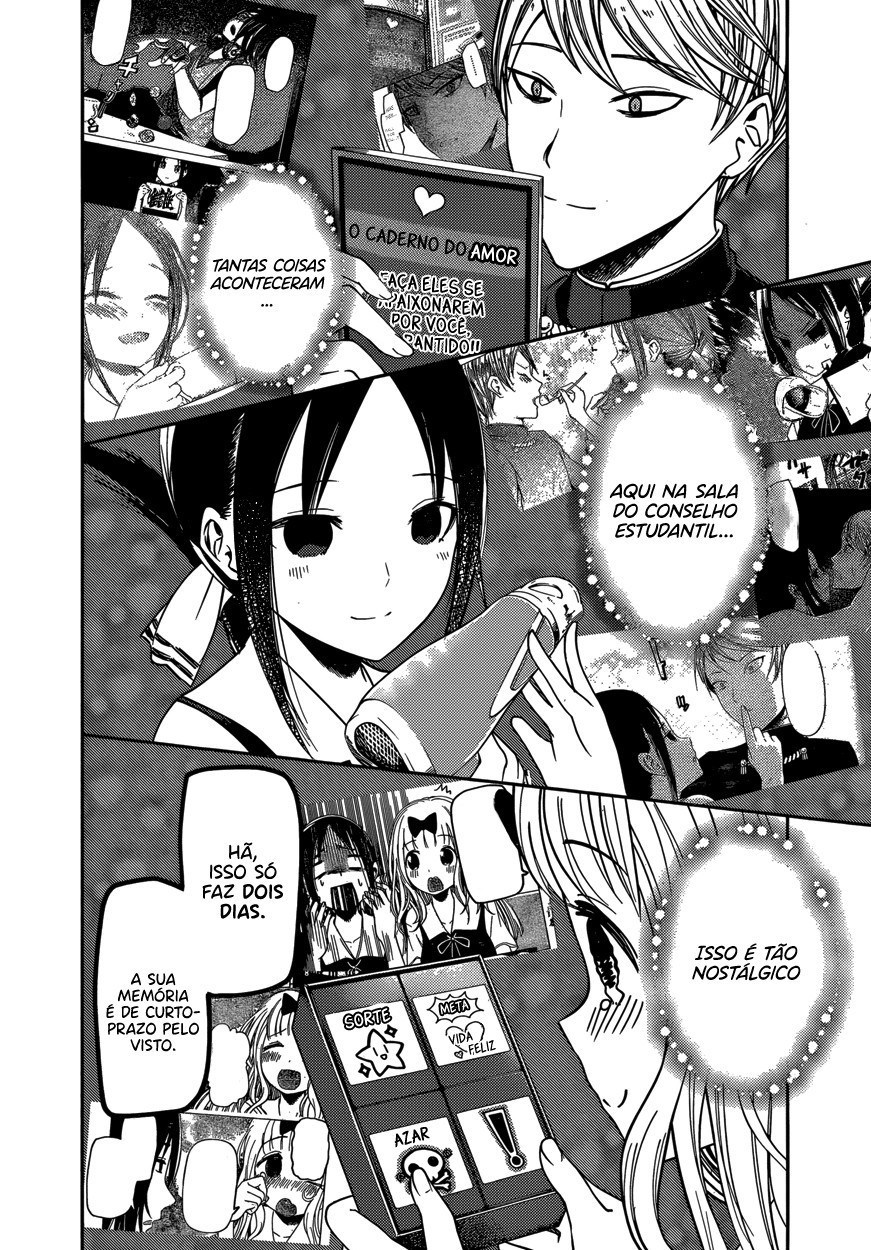 O CADERNO DO AMOR
FAÇA ELES SE
APAIXONAREM
POR VOCÊ,
RANTIDO!!
TANTAS COISAS
ACONTECERAM
...
AQUI NA SALA
DO CONSELHO
ESTUDANTIL...
ISSO É TÃO
NOSTÁLGICO
HÃ,
ISSO SÓ
FAZ DOIS
DIAS.
A SUA
MEMÓRIA
É DE CURTO-
PRAZO PELO
VISTO.
SORTE
META
VIDA
FELIZ
AZAR
!